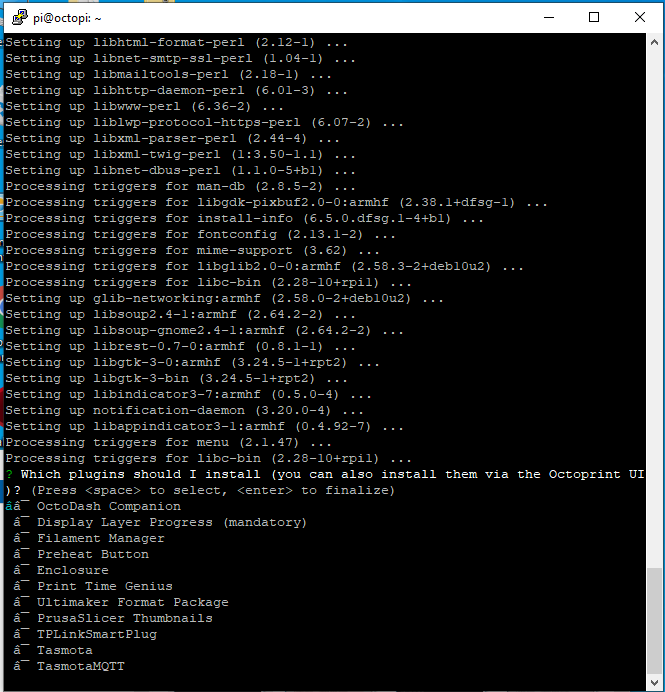 pi@octopi: ~
Setting up libhtml-format-perl (2.12-1) ...
Setting up libnet-smtp-ssl-perl (1.04-1) ...
Setting up libmailtools-perl (2.18-1) ...
Setting up libhttp-daemon-perl (6.01-3) ...
Setting up libwww-perl (6.36-2) ...
Setting up liblwp-protocol-https-perl (6.07-2) ...
Setting up libxml-parser-perl (2.44-4) ...
Setting up libxml-twig-perl (1:3.50-1.1) ...
Setting up libnet-dbus-perl (1.1.0-5+b1) ...
Processing triggers for man-db (2.8.5-2) ...
Processing triggers for libgdk-pixbuf2.0-0:armhf (2.38.1+dfsg-1) ...
Processing triggers for install-info (6.5.0.dfsg.1-4+b1) ...
Processing triggers for fontconfig (2.13.1-2) ...
Processing triggers for mime-support (3.62) ...
Processing triggers for libglib2.0-0:armhf (2.58.3-2+deb10u2) ...
Processing triggers for libc-bin (2.28-10+rpi1) ...
Setting up glib-networking:armhf (2.58.0-2+deb10u2) ...
Setting up libsoup2.4-1:armhf (2.64.2-2) ...
Setting up libsoup-gnome2.4-1:armhf (2.64.2-2) ...
Setting up librest-0.7-0:armhf (0.8.1-1) ...
Setting up libgtk-3-0:armhf (3.24.5-1+rpt2) ...
Setting up libgtk-3-bin (3.24.5-1+rpt2) ...
Setting up libindicator3-7:armhf (0.5.0-4) ...
Setting up notification-daemon (3.20.0-4) ...
Setting up libappindicator3-1:armhf (0.4.92-7) ...
Processing triggers for menu (2.1.47) ...
Processing triggers for libc-bin (2.28-10+rpi1) ...
? Which plugins should I install (you can also install them via the Octoprint UI
)? (Press <space> to select, <enter> to finalize)
ââ¯ OctoDash Companion
â¯ Display Layer Progress (mandatory)
â¯ Filament Manager
â¯ Preheat Button
â¯ Enclosure
â¯ Print Time Genius
â¯ Ultimaker Format Package
â¯ PrusaSlicer Thumbnails
â¯ TPLinkSmartPlug
â¯ Tasmota
â¯ TasmotaMQTT